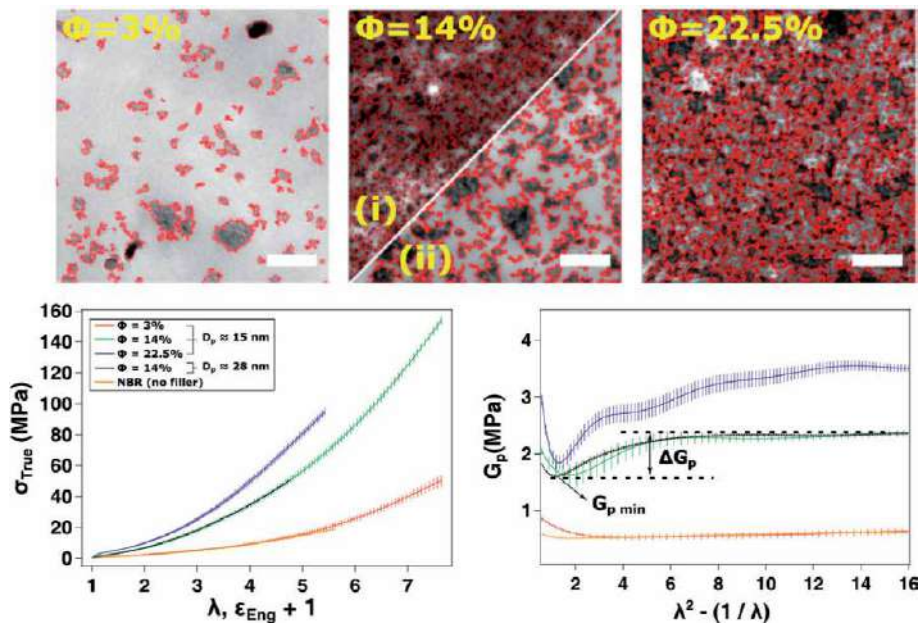 Φ=3%
Φ=14%
Φ=22.5%
(i)
(ii)
160
140
120
100
80
60
40
20
0
σTrue (MPa)
Φ = 3%
Φ = 14%
Φ = 22.5%
Dp ≈ 15 nm
Φ = 14%
Dp ≈ 28 nm
NBR (no filler)
1 2 3 4 5 6 7
λ, εEng + 1
4
3
2
1
Gp(MPa)
ΔGp
Gp min
2 4 6 8 10 12 14 16
λ² - (1 / λ)